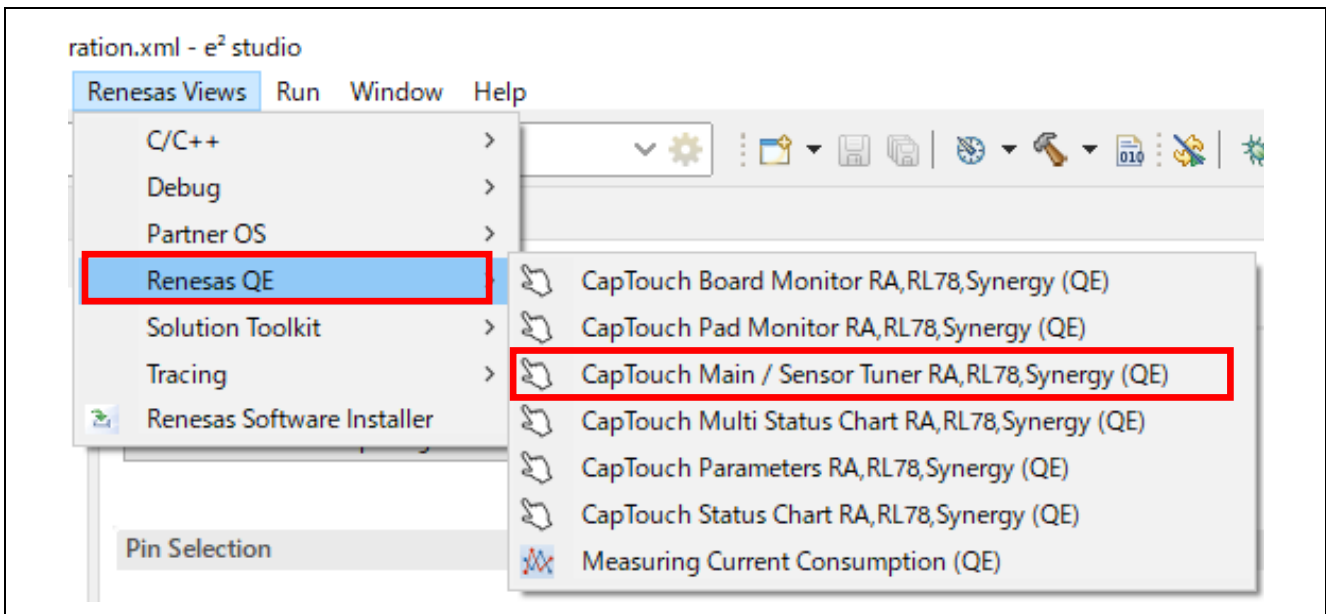 ration.xml - e² studio
Renesas Views Run Window Help
C/C++
Debug
Partner OS
Renesas QE
Solution Toolkit
Tracing
Renesas Software Installer
CapTouch Board Monitor RA,RL78,Synergy (QE)
CapTouch Pad Monitor RA,RL78,Synergy (QE)
CapTouch Main / Sensor Tuner RA,RL78,Synergy (QE)
CapTouch Multi Status Chart RA,RL78,Synergy (QE)
CapTouch Parameters RA,RL78,Synergy (QE)
CapTouch Status Chart RA,RL78,Synergy (QE)
Measuring Current Consumption (QE)
010
Pin Selection